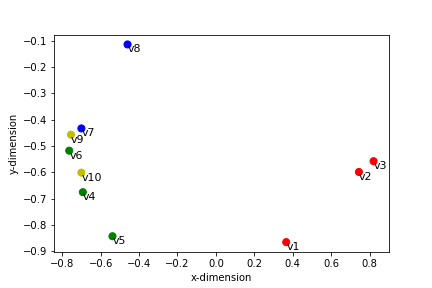 −0.1
v8
−0.2
−0.3
−0.4
v7
v9
−0.5
v6
v3
−0.6
v2
v10
v4
−0.7
−0.8
v5
v1
−0.9
y-dimension
−0.8 −0.6 −0.4 −0.2 0.0 0.2 0.4 0.6 0.8
x-dimension